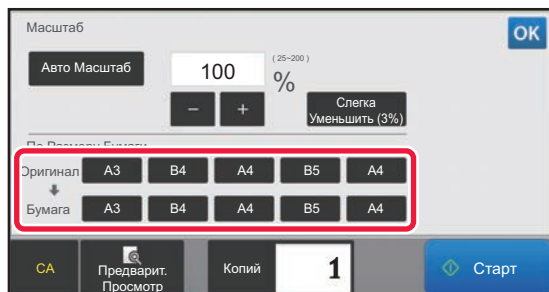 Масштаб
OK
Авто Масштаб
100
(25~200)
%
−
+
Слегка
Уменьшить (3%)
По Размеру Бумаги
Оригинал
A3
B4
A4
B5
A4
Бумага
A3
B4
A4
B5
A4
CA
Предварит.
Просмотр
Копий
1
Старт